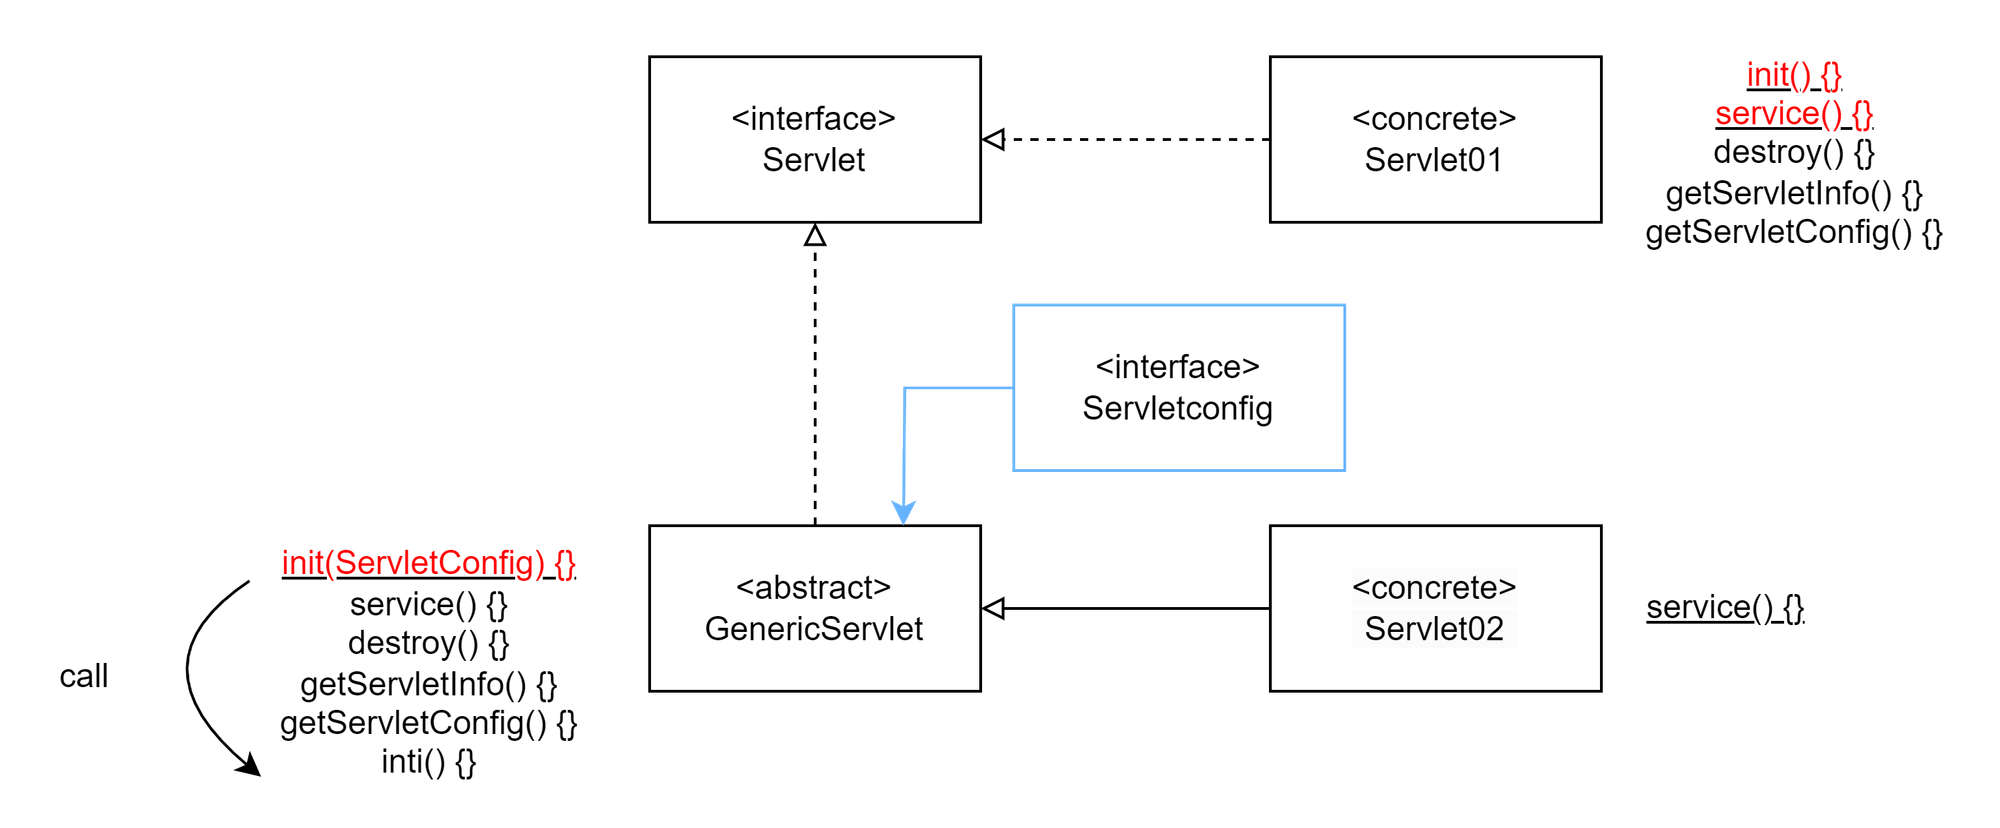 <interface>
Servlet
<concrete>
Servlet01
init() {}
service() {}
destroy() {}
getServletInfo() {}
getServletConfig() {}
<interface>
Servletconfig
call
init(ServletConfig) {}
service() {}
destroy() {}
getServletInfo() {}
getServletConfig() {}
inti() {}
<abstract>
GenericServlet
<concrete>
Servlet02
service() {}